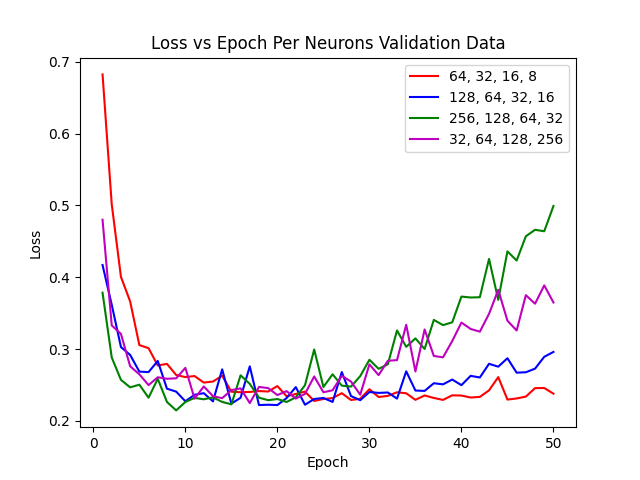 Loss vs Epoch Per Neurons Validation Data
64, 32, 16, 8
128, 64, 32, 16
256, 128, 64, 32
32, 64, 128, 256
Loss
0.7
0.6
0.5
0.4
0.3
0.2
0 10 20 30 40 50
Epoch